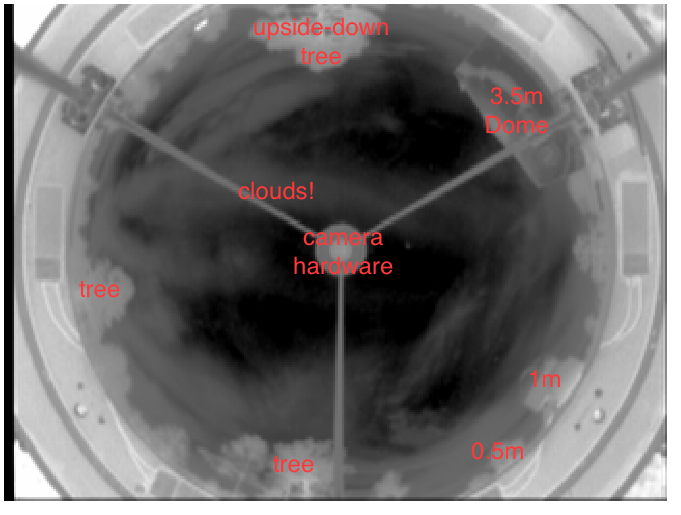 upside-down
tree
3.5m
Dome
clouds!
camera
hardware
tree
1m
0.5m
tree